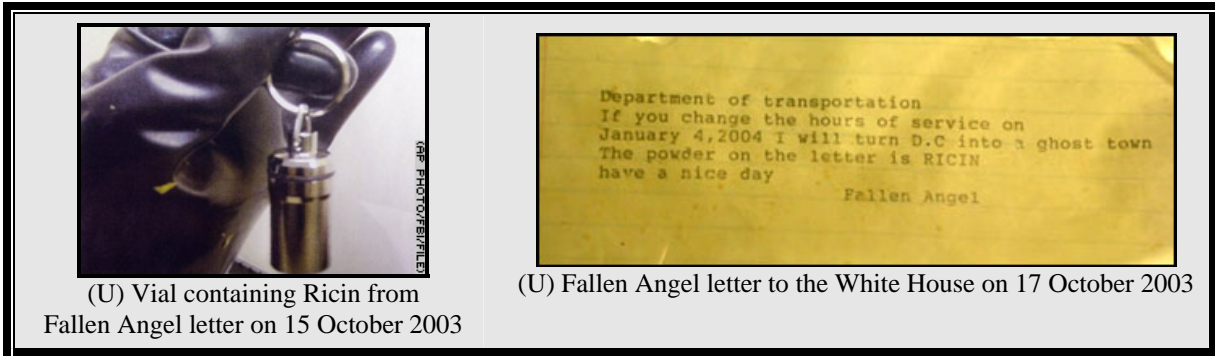 (AP PHOTO/FBI/FILE)
(U) Vial containing Ricin from
Fallen Angel letter on 15 October 2003
Department of transportation
If you change the hours of service on
January 4,2004 I will turn D.C into a ghost town
The powder on the letter is RICIN
have a nice day
Fallen Angel
(U) Fallen Angel letter to the White House on 17 October 2003